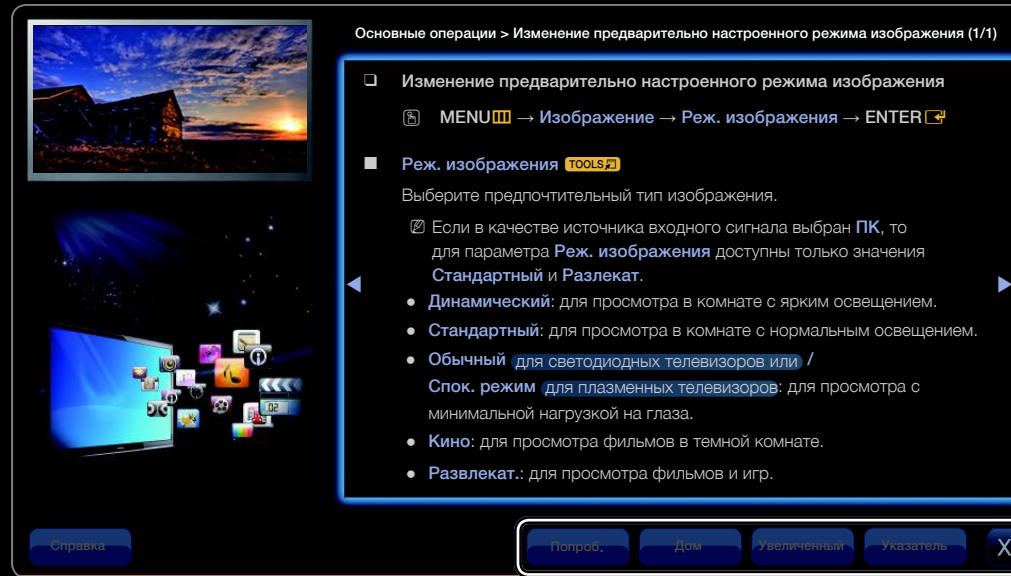 Основные операции > Изменение предварительно настроенного режима изображения (1/1)
❑ Изменение предварительно настроенного режима изображения
MENU → Изображение → Реж. изображения → ENTER
■ Реж. изображения TOOLS
Выберите предпочтительный тип изображения.
Если в качестве источника входного сигнала выбран ПК, то
для параметра Реж. изображения доступны только значения
Стандартный и Разлекат.
● Динамический: для просмотра в комнате с ярким освещением.
● Стандартный: для просмотра в комнате с нормальным освещением.
● Обычный для светодиодных телевизоров или /
Спок. режим для плазменных телевизоров: для просмотра с
минимальной нагрузкой на глаза.
● Кино: для просмотра фильмов в темной комнате.
● Развлекат.: для просмотра фильмов и игр.
Справка
Попроб.
Дом
Увеличенный
Указатель
X